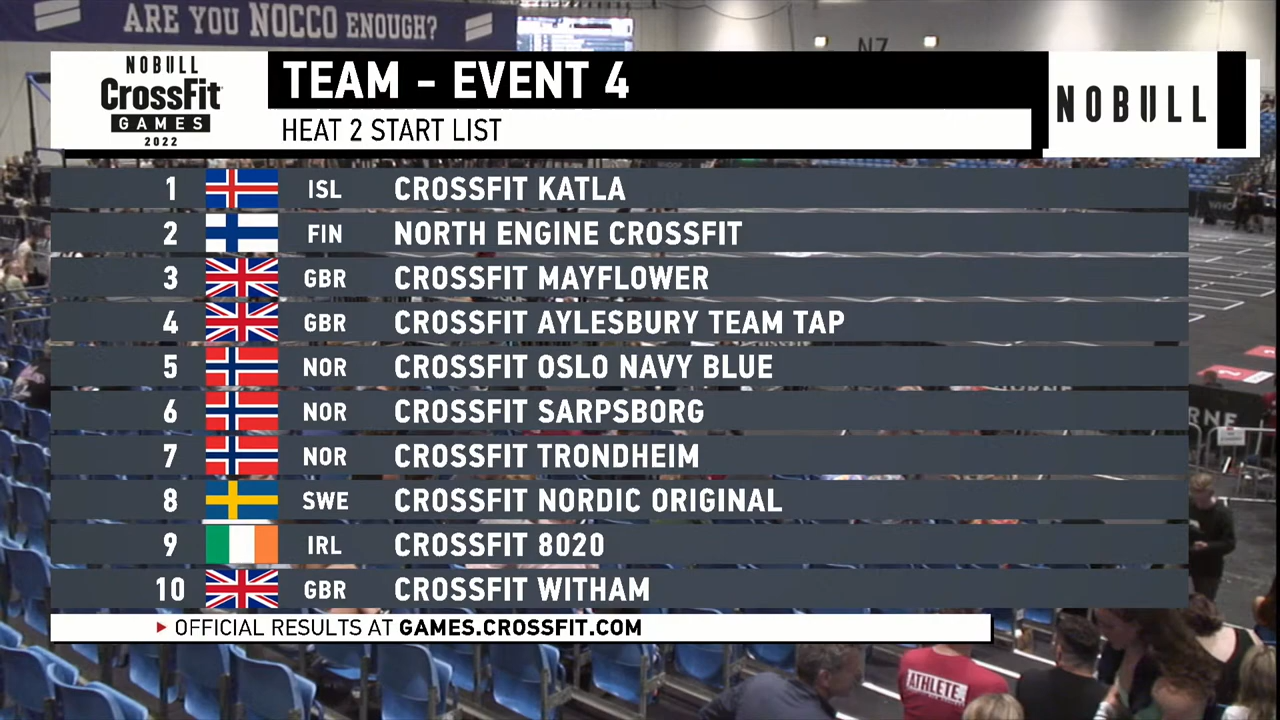 ARE YOU NOCCO ENOUGH?
NZ
NOBULL
CrossFit
GAMES
2022
TEAM - EVENT 4
HEAT 2 START LIST
NOBULL
1 ISL CROSSFIT KATLA
2 FIN NORTH ENGINE CROSSFIT
3 GBR CROSSFIT MAYFLOWER
4 GBR CROSSFIT AYLESBURY TEAM TAP
5 NOR CROSSFIT OSLO NAVY BLUE
6 NOR CROSSFIT SARPSBORG
7 NOR CROSSFIT TRONDHEIM
8 SWE CROSSFIT NORDIC ORIGINAL
9 IRL CROSSFIT 8020
10 GBR CROSSFIT WITHAM
OFFICIAL RESULTS AT GAMES.CROSSFIT.COM
ATHLETE.